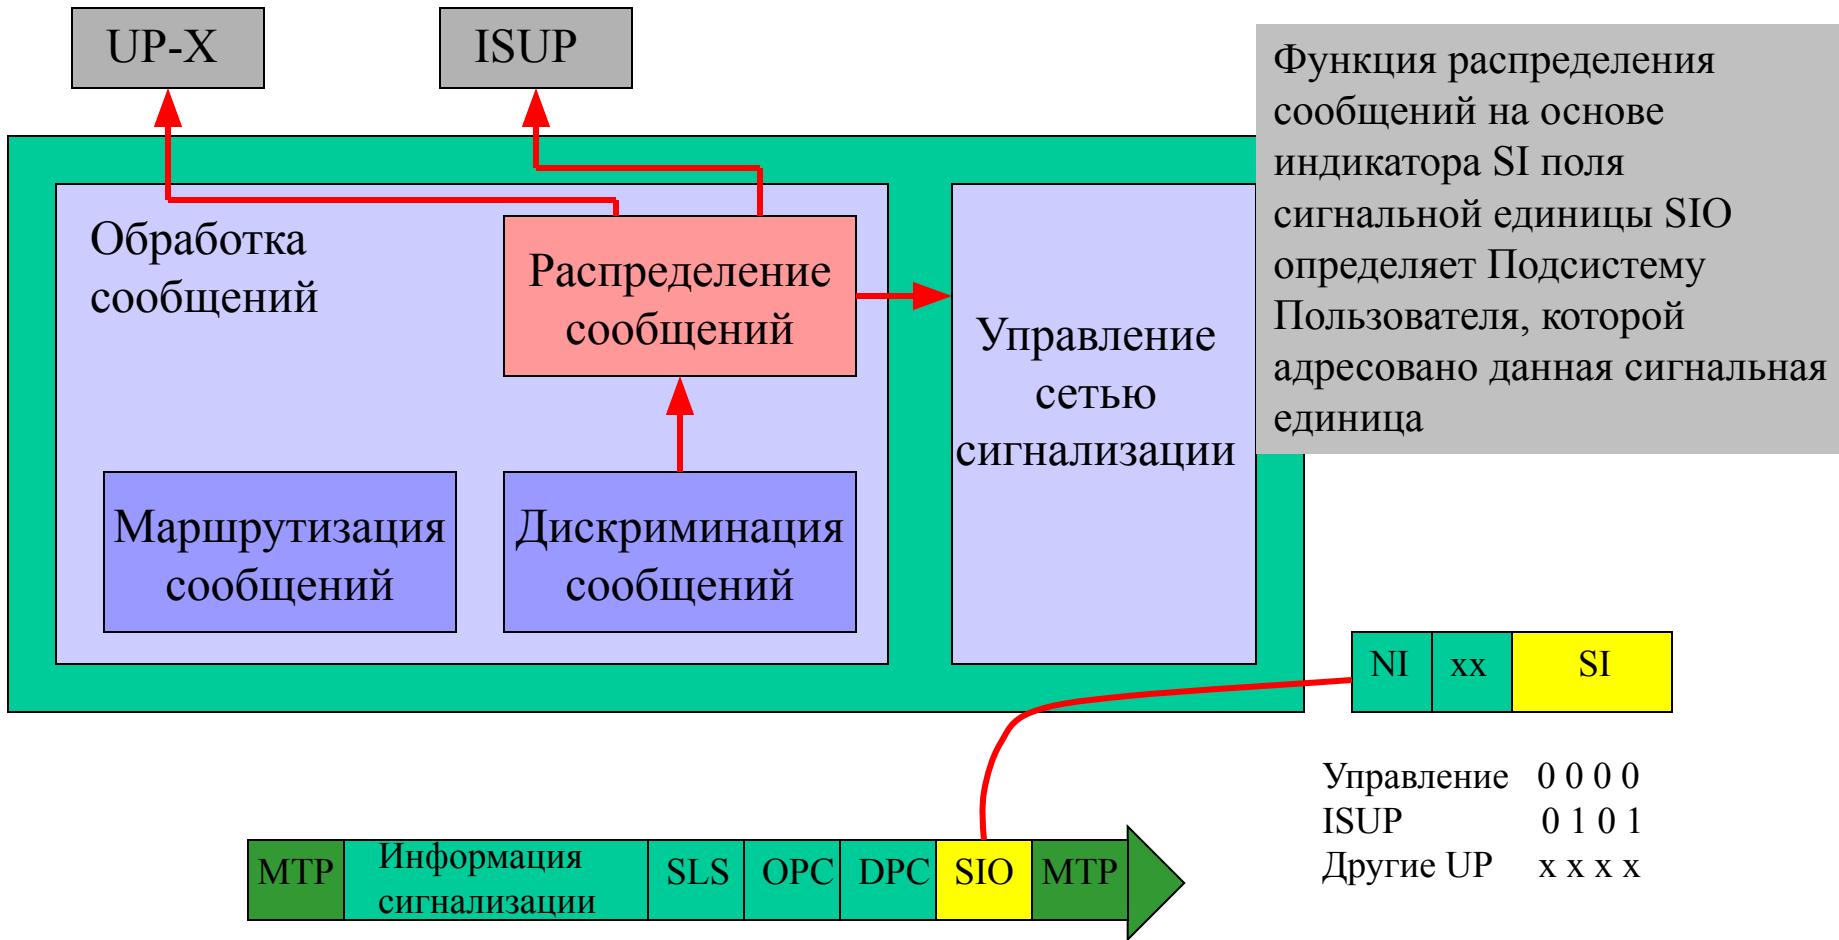 UP-X
ISUP
Функция распределения
сообщений на основе
индикатора SI поля
сигнальной единицы SIO
определяет Подсистему
Пользователя, которой
адресовано данная сигнальная
единица
Обработка
сообщений
Распределение
сообщений
Управление
сетью
сигнализации
Маршрутизация
сообщений
Дискриминация
сообщений
NI xx SI
Управление 0 0 0 0
ISUP 0 1 0 1
Другие UP x x x x
MTP
Информация
сигнализации
SLS OPC DPC SIO MTP